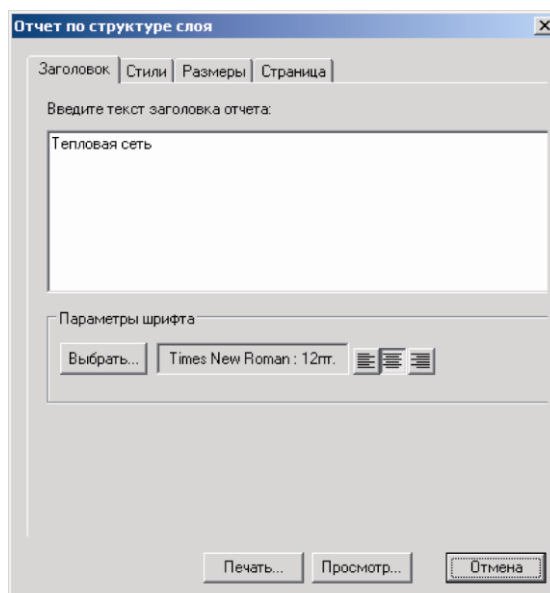 Отчет по структуре слоя
Заголовок Стили Размеры Страница
Введите текст заголовка отчета:
Тепловая сеть
Параметры шрифта
Выбрать... Times New Roman : 12пт.
Печать... Просмотр... Отмена